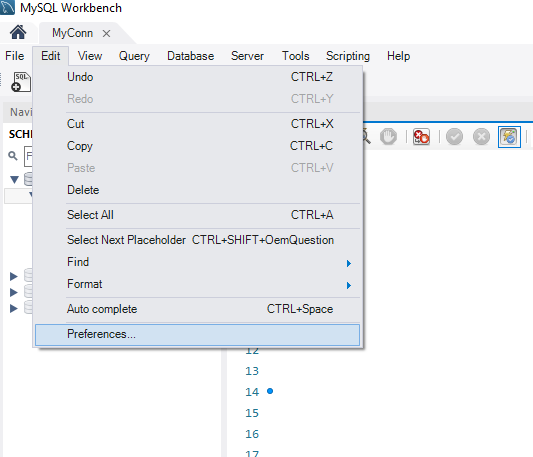 MySQL Workbench
MyConn
File Edit View Query Database Server Tools Scripting Help
SQL
Navi
SCHE
F
Undo CTRL+Z
Redo CTRL+Y
Cut CTRL+X
Copy CTRL+C
Paste CTRL+V
Delete
Select All CTRL+A
Select Next Placeholder CTRL+SHIFT+OemQuestion
Find
Format
Auto complete CTRL+Space
Preferences...
12
13
14
15
16
17